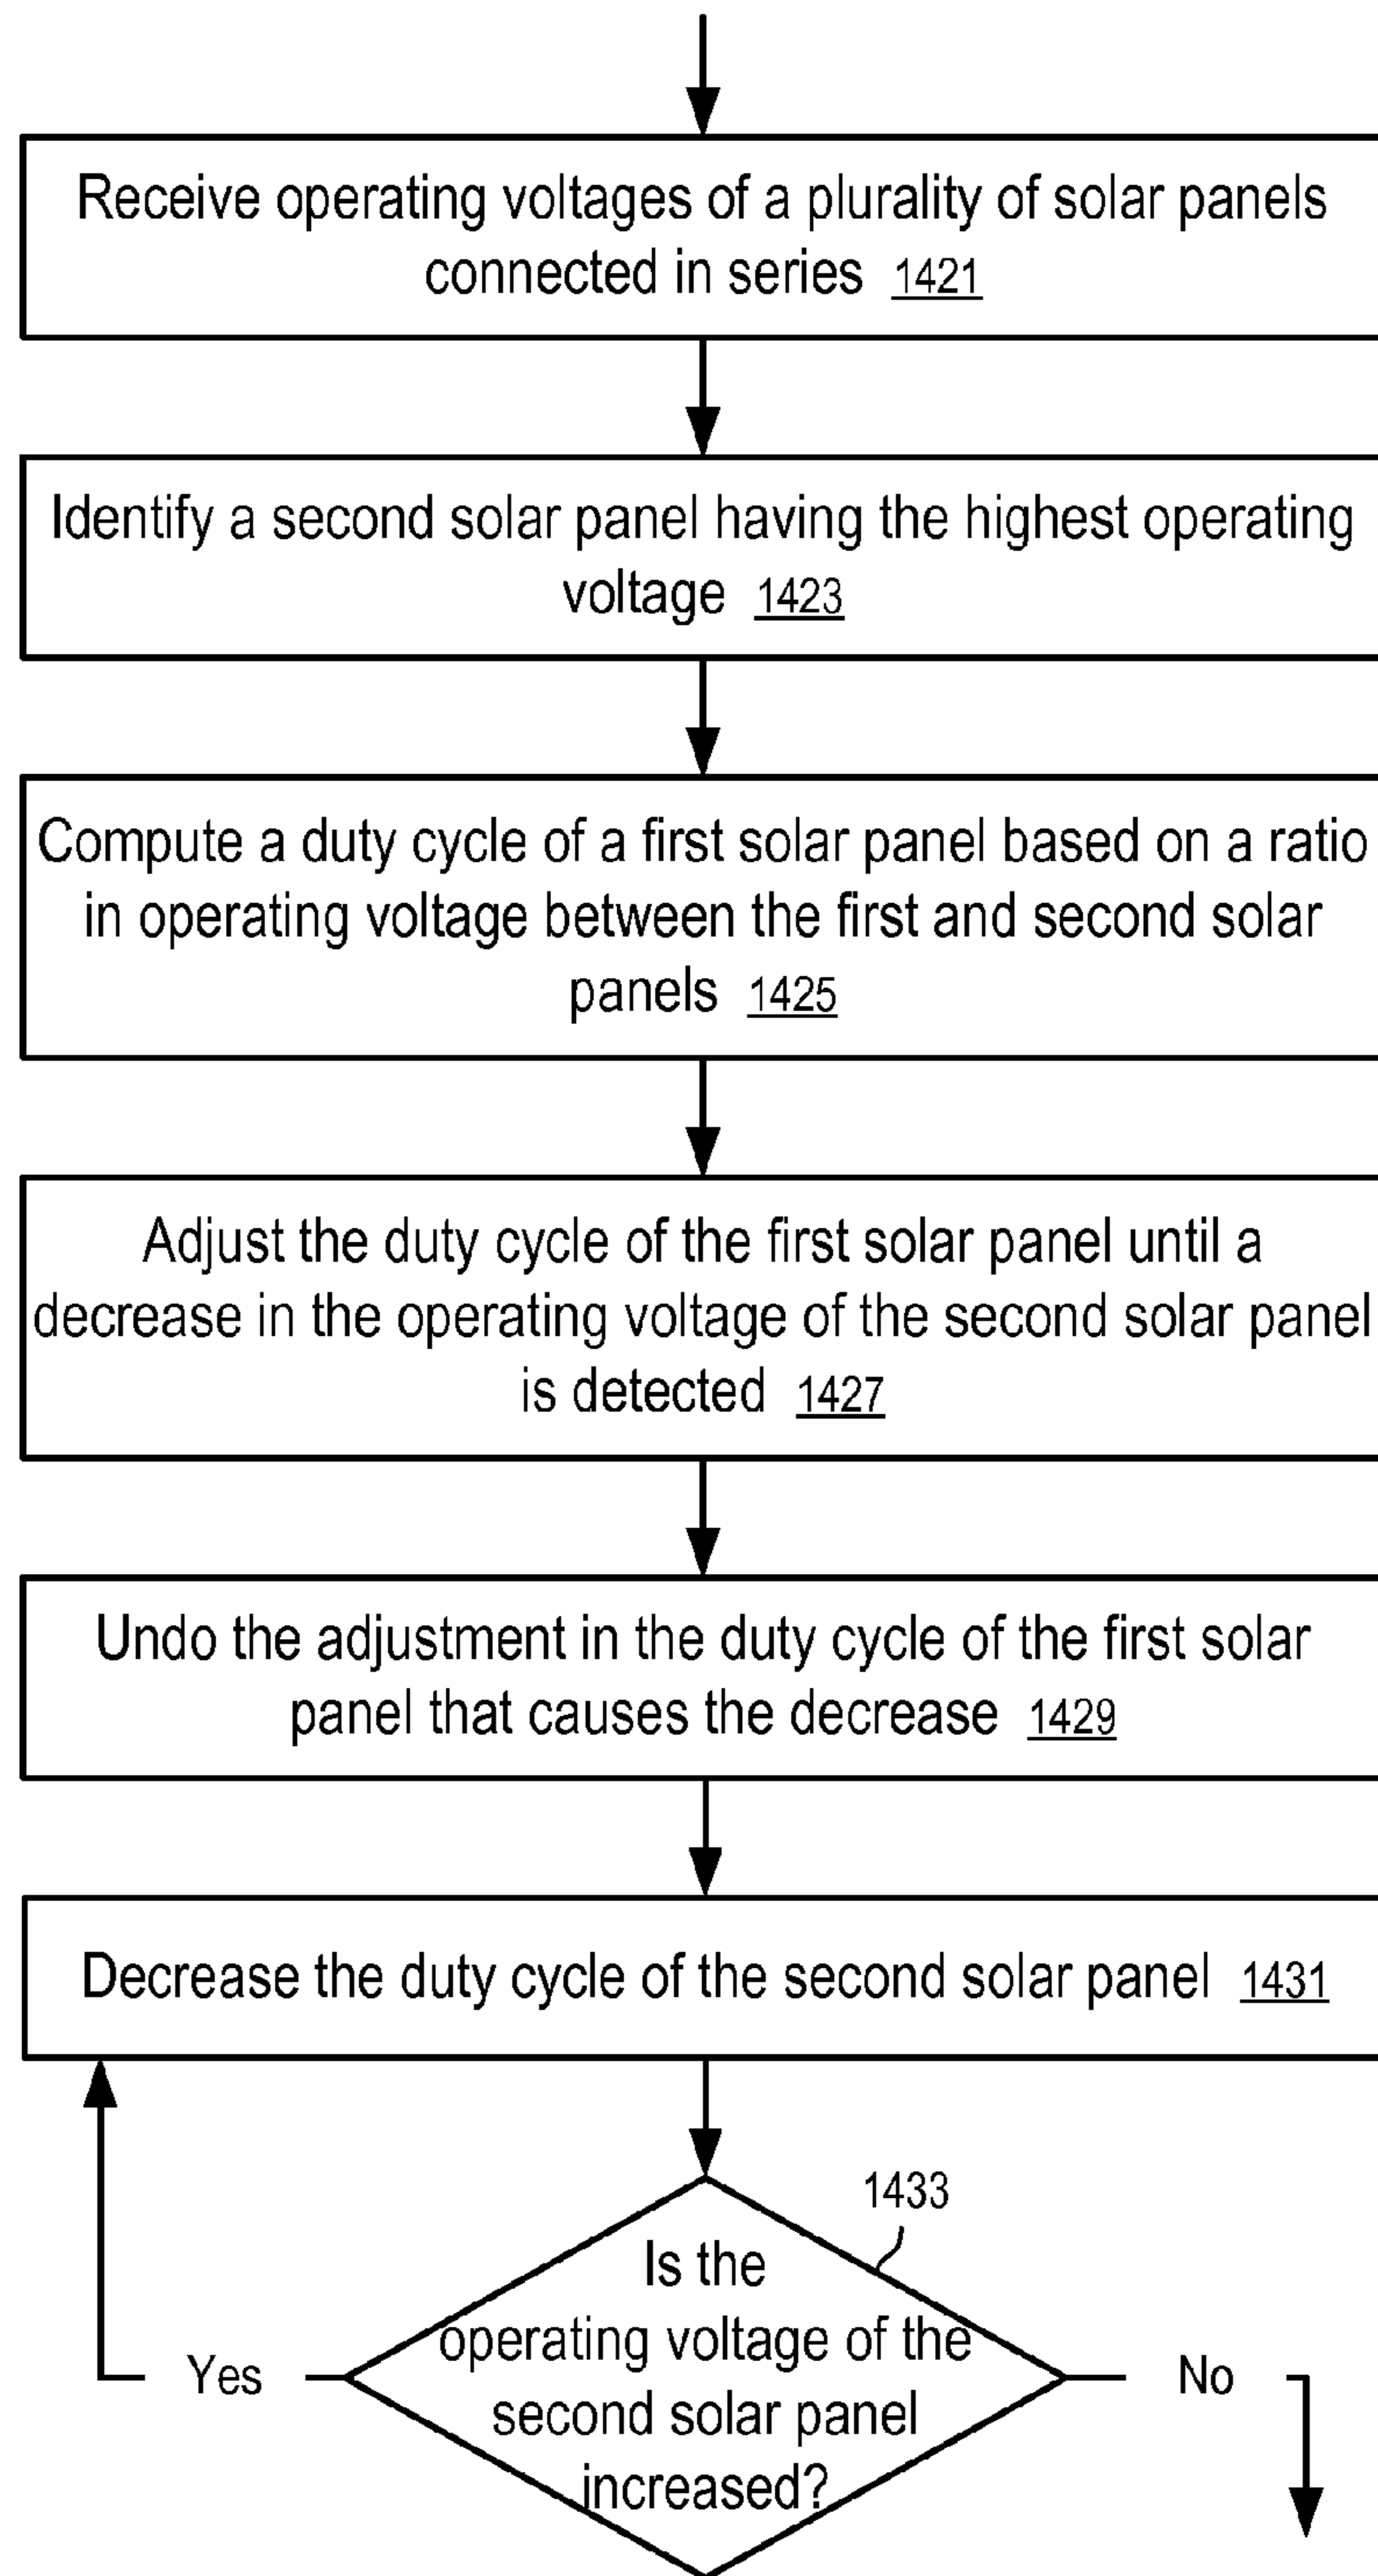 Receive operating voltages of a plurality of solar panels
connected in series 1421
Identify a second solar panel having the highest operating
voltage 1423
Compute a duty cycle of a first solar panel based on a ratio
in operating voltage between the first and second solar
panels 1425
Adjust the duty cycle of the first solar panel until a
decrease in the operating voltage of the second solar panel
is detected 1427
Undo the adjustment in the duty cycle of the first solar
panel that causes the decrease 1429
Decrease the duty cycle of the second solar panel 1431
1433
Is the
operating voltage of the
second solar panel
increased?
Yes
No